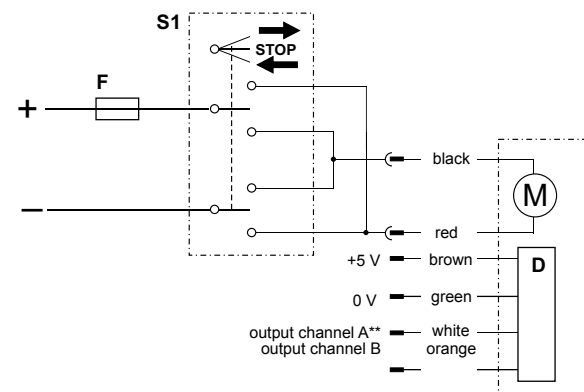 S1
STOP
F
+
−
black
M
red
+5 V brown
D
0 V green
output channel A** white
output channel B orange